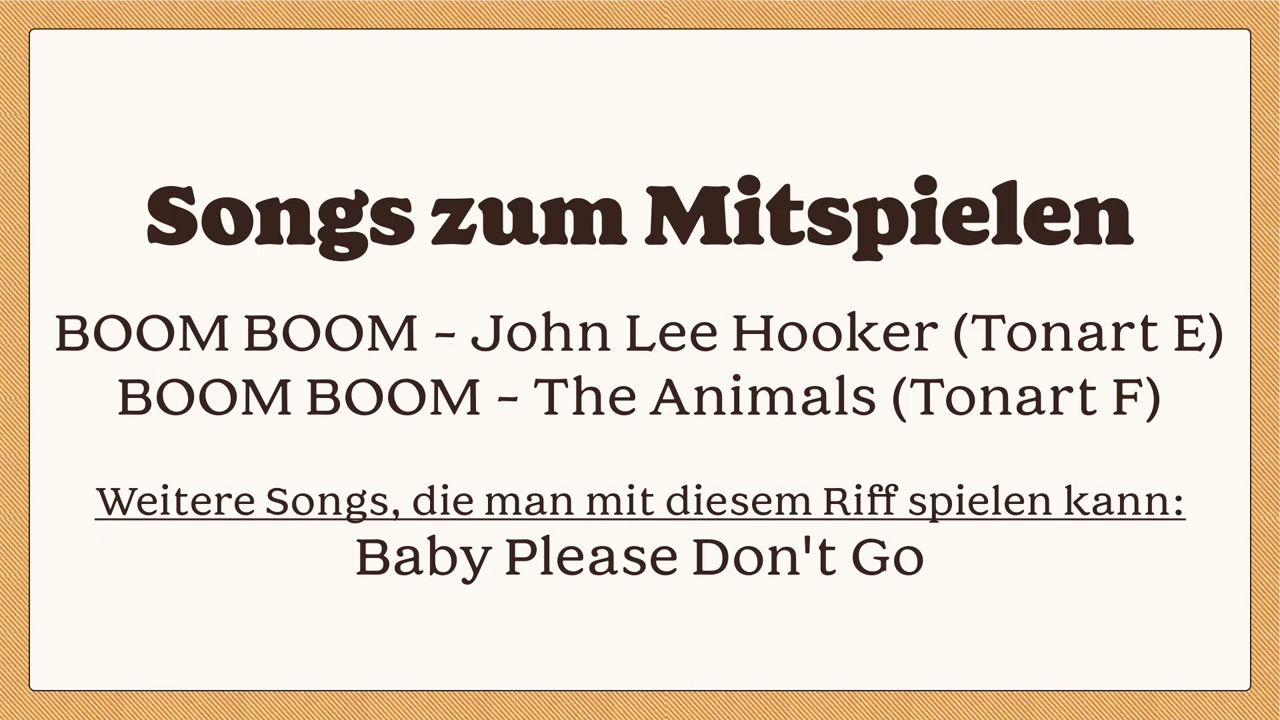 Songs zum Mitspielen
BOOM BOOM - John Lee Hooker (Tonart E)
BOOM BOOM - The Animals (Tonart F)
Weitere Songs, die man mit diesem Riff spielen kann:
Baby Please Don't Go